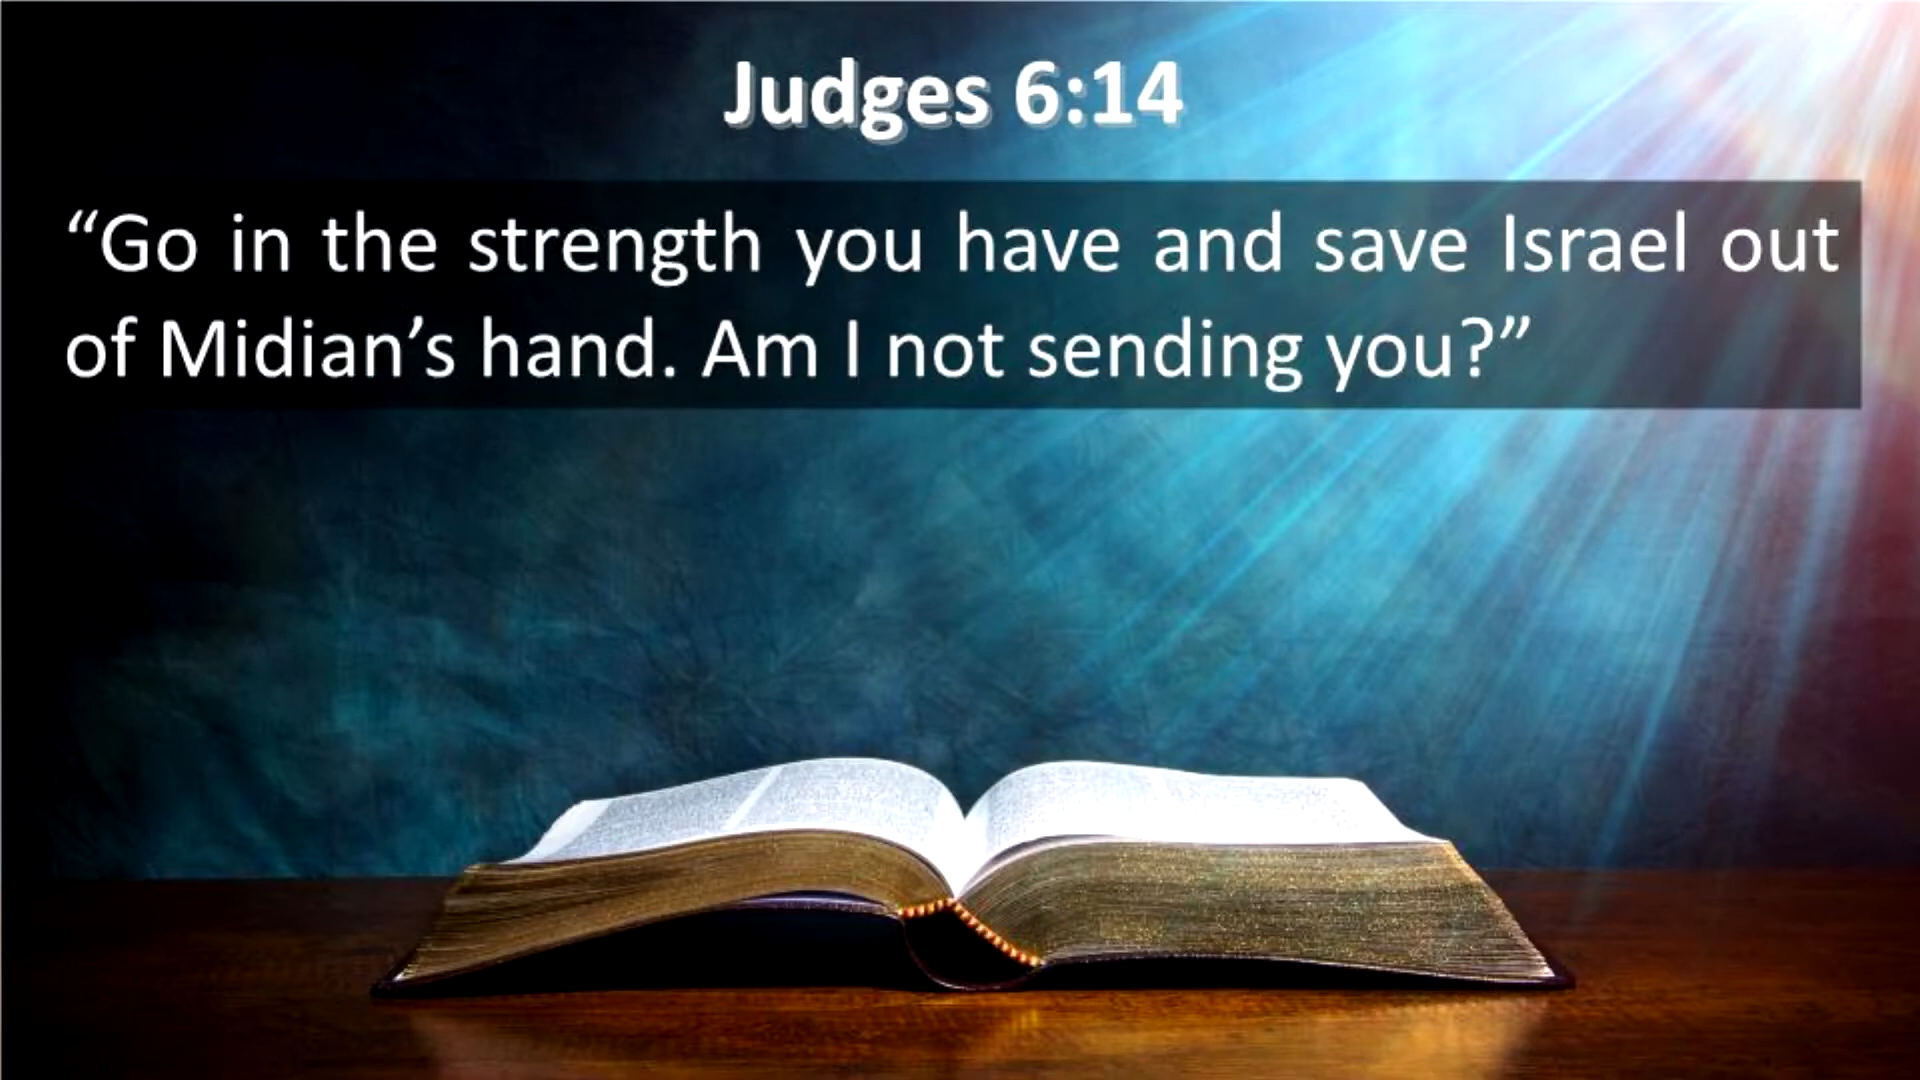 Judges 6:14
“Go in the strength you have and save Israel out
of Midian’s hand. Am I not sending you?”